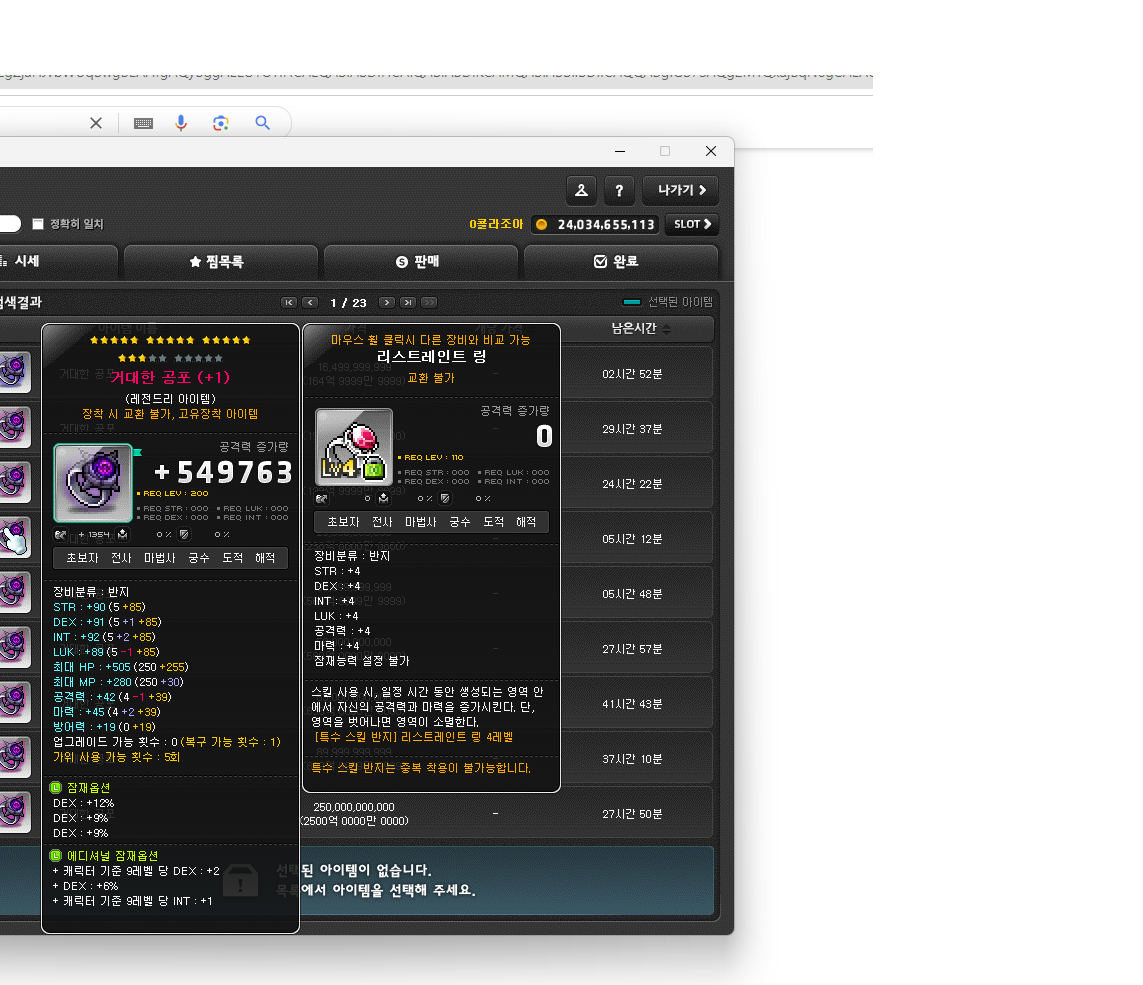 정확히 일치
0콜라조아
24,034,655,113
SLOT
?
나가기
시세
찜목록
판매
완료
검색결과
1 / 23
선택된 아이템
남은시간
02시간 52분
29시간 37분
24시간 22분
05시간 12분
05시간 48분
27시간 57분
41시간 43분
37시간 10분
27시간 50분
거대한 공포 (+1)
(레전드리 아이템)
장착 시 교환 불가, 고유장착 아이템
공격력 증가량
+549763
REQ LEV : 200
REQ STR : 000
REQ LUK : 000
REQ DEX : 000
REQ INT : 000
+ 1354
0 %
0 %
초보자 전사 마법사 궁수 도적 해적
장비분류 : 반지
STR : +90 (5 +85)
DEX : +91 (5 +1 +85)
INT : +92 (5 +2 +85)
LUK : +89 (5 -1 +85)
최대 HP : +505 (250 +255)
최대 MP : +280 (250 +30)
공격력 : +42 (4 -1 +39)
마력 : +45 (4 +2 +39)
방어력 : +19 (0 +19)
업그레이드 가능 횟수 : 0 (복구 가능 횟수 : 1)
가위 사용 가능 횟수 : 5회
잠재옵션
DEX : +12%
DEX : +9%
DEX : +9%
에디셔널 잠재옵션
+ 캐릭터 기준 9레벨 당 DEX : +2
+ DEX : +6%
+ 캐릭터 기준 9레벨 당 INT : +1
마우스 휠 클릭시 다른 장비와 비교 가능
리스트레인트 링
교환 불가
공격력 증가량
0
Lv4
REQ LEV : 110
REQ STR : 000
REQ LUK : 000
REQ DEX : 000
REQ INT : 000
0
0 %
0 %
초보자 전사 마법사 궁수 도적 해적
장비분류 : 반지
STR : +4
DEX : +4
INT : +4
LUK : +4
공격력 : +4
마력 : +4
잠재능력 설정 불가
스킬 사용 시, 일정 시간 동안 생성되는 영역 안
에서 자신의 공격력과 마력을 증가시킨다. 단,
영역을 벗어나면 영역이 소멸한다.
[특수 스킬 반지] 리스트레인트 링 4레벨
특수 스킬 반지는 중복 착용이 불가능합니다.
250,000,000,000
(2500억 0000만 0000)
-
선택된 아이템이 없습니다.
목록에서 아이템을 선택해 주세요.